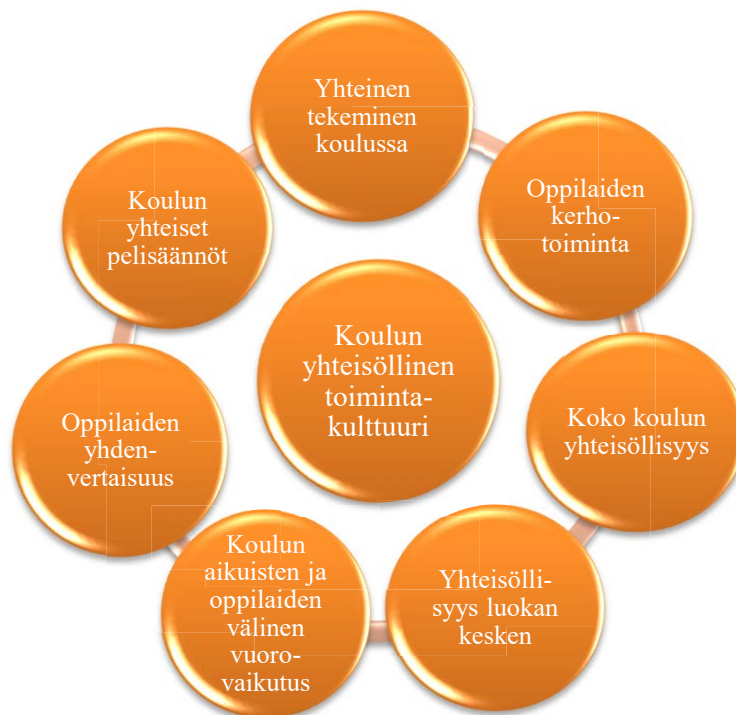 Yhteinen
tekeminen
koulussa
Oppilaiden
kerho-
toiminta
Koko koulun
yhteisöllisyys
Yhteisölli-
syys luokan
kesken
Koulun
aikuisten ja
oppilaiden
välinen
vuoro-
vaikutus
Oppilaiden
yhden-
vertaisuus
Koulun
yhteiset
pelisäännöt
Koulun
yhteisöllinen
toiminta-
kulttuuri